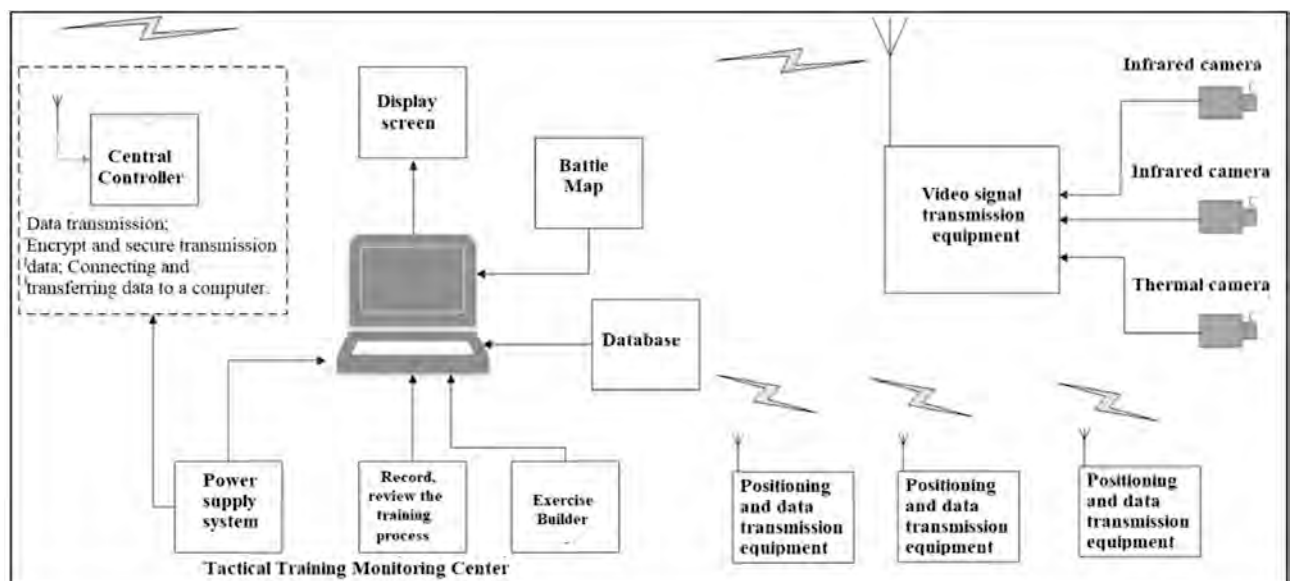 Central
Controller
Data transmission;
Encrypt and secure transmission
data; Connecting and
transferring data to a computer.
Display
screen
Battle
Map
Database
Power
supply
system
Record,
review the
training
process
Exercise
Builder
Tactical Training Monitoring Center
Video signal
transmission
equipment
Infrared camera
Infrared camera
Thermal camera
Positioning
and data
transmission
equipment
Positioning
and data
transmission
equipment
Positioning
and data
transmission
equipment